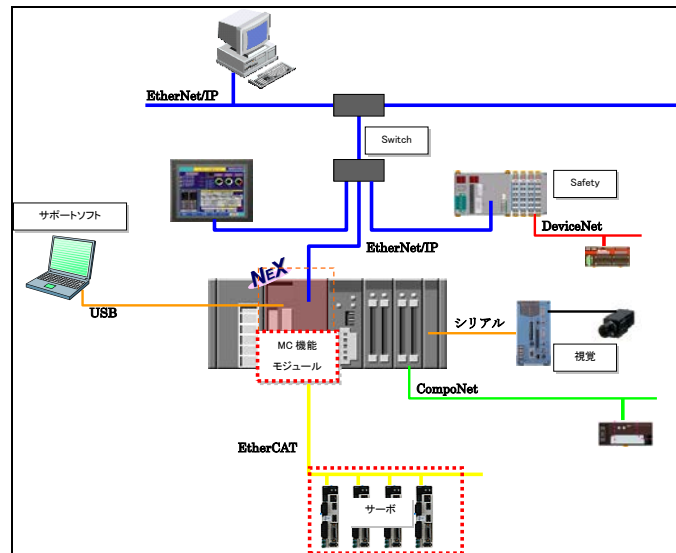 EtherNet/IP
Switch
Safety
サポートソフト
DeviceNet
EtherNet/IP
NEX
USB
シリアル
MC 機能
モジュール
視覚
CompoNet
EtherCAT
サーボ